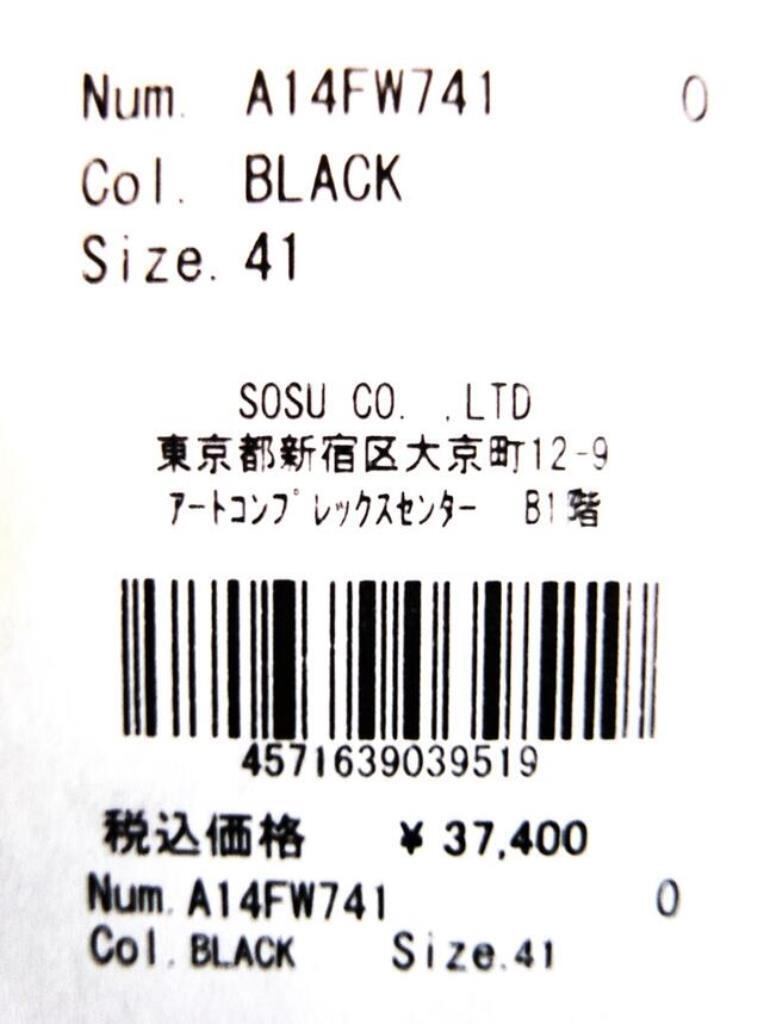 Num. A14FW741 0
Col. BLACK
Size. 41
SOSU CO. ,LTD
東京都新宿区大京町12-9
アートコンプレックスセンター B1階
4571639039519
税込価格 ¥ 37,400
Num. A14FW741 0
Col. BLACK Size. 41